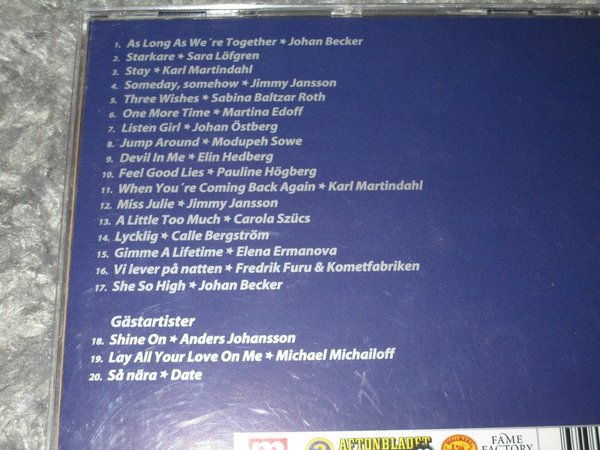 1. As Long As We´re Together ★ Johan Becker
2. Starkare ★ Sara Löfgren
3. Stay ★ Karl Martindahl
4. Someday, somehow ★ Jimmy Jansson
5. Three Wishes ★ Sabina Baltzar Roth
6. One More Time ★ Martina Edoff
7. Listen Girl ★ Johan Östberg
8. Jump Around ★ Modupeh Sowe
9. Devil In Me ★ Elin Hedberg
10. Feel Good Lies ★ Pauline Högberg
11. When You´re Coming Back Again ★ Karl Martindahl
12. Miss Julie ★ Jimmy Jansson
13. A Little Too Much ★ Carola Szücs
14. Lycklig ★ Calle Bergström
15. Gimme A Lifetime ★ Elena Ermanova
16. Vi lever på natten ★ Fredrik Furu & Kometfabriken
17. She So High ★ Johan Becker
Gästartister
18. Shine On ★ Anders Johansson
19. Lay All Your Love On Me ★ Michael Michailoff
20. Så nära ★ Date
AFTONBLADET
FAME
FACTORY